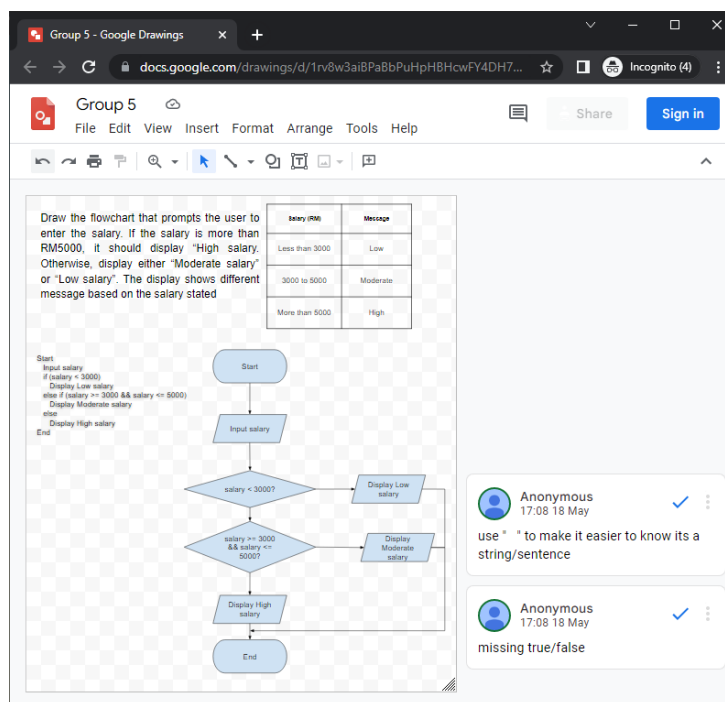 Group 5 - Google Drawings
docs.google.com/drawings/d/1rv8w3aiBPaBbPuHpHBHcwFY4DH7...
Incognito (4)
Group 5
File Edit View Insert Format Arrange Tools Help
Share
Sign in
Draw the flowchart that prompts the user to
enter the salary. If the salary is more than
RM5000, it should display “High salary.
Otherwise, display either “Moderate salary”
or “Low salary”. The display shows different
message based on the salary stated
Salary (RM) Message
Less than 3000 Low
3000 to 5000 Moderate
More than 5000 High
Start
Input salary
if (salary < 3000)
Display Low salary
else if (salary >= 3000 && salary <= 5000)
Display Moderate salary
else
Display High salary
End
Start
Input salary
salary < 3000?
Display Low
salary
salary >= 3000
&& salary <=
5000?
Display
Moderate
salary
Display High
salary
End
Anonymous
17:08 18 May
use "   " to make it easier to know its a
string/sentence
Anonymous
17:08 18 May
missing true/false